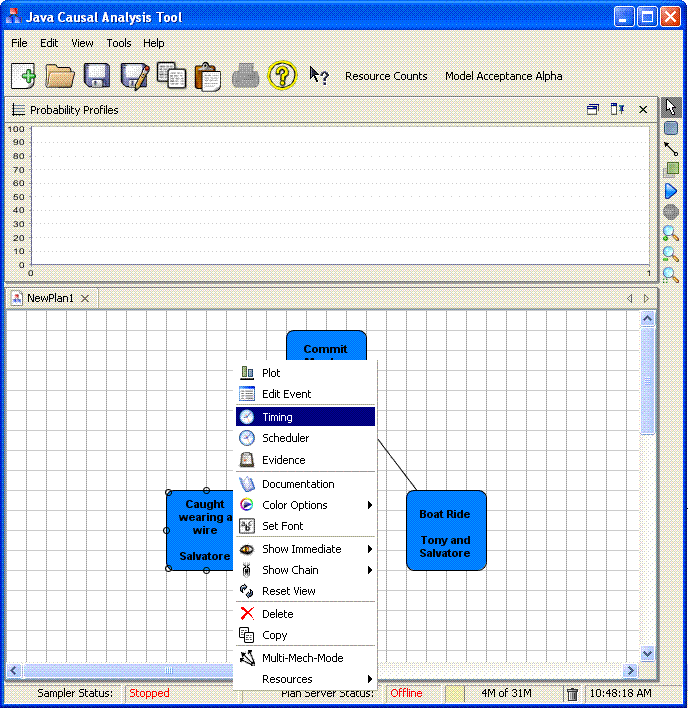 Java Causal Analysis Tool
File Edit View Tools Help
Resource Counts Model Acceptance Alpha
Probability Profiles
100
90
80
70
60
50
40
30
20
10
0
0 1
NewPlan1
Commit
Plot
Edit Event
Timing
Scheduler
Evidence
Documentation
Color Options
Set Font
Show Immediate
Show Chain
Reset View
Delete
Copy
Multi-Mech-Mode
Resources
Caught
wearing a
wire
Salvatore
Boat Ride
Tony and
Salvatore
Sampler Status: Stopped Plan Server Status: Offline 4M of 31M 10:48:18 AM